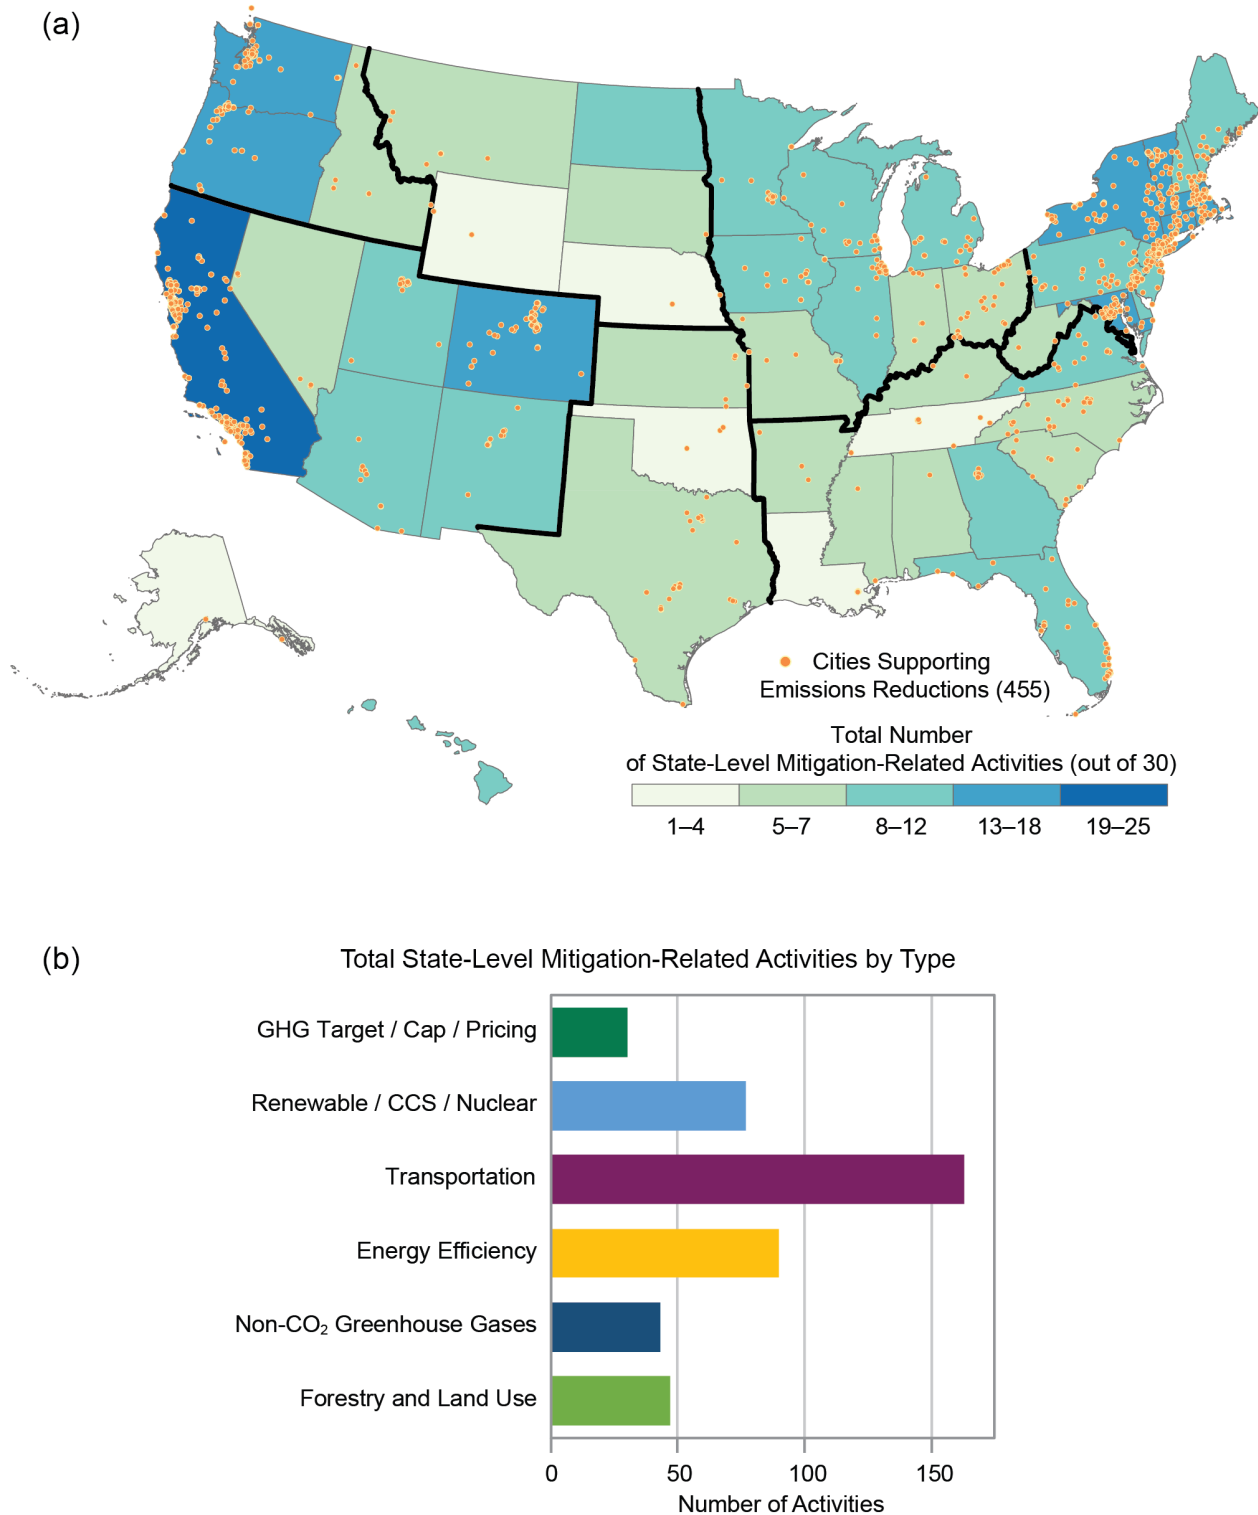 (a)
Cities Supporting
Emissions Reductions (455)
Total Number
of State-Level Mitigation-Related Activities (out of 30)
1–4 5–7 8–12 13–18 19–25
(b)
Total State-Level Mitigation-Related Activities by Type
GHG Target / Cap / Pricing
Renewable / CCS / Nuclear
Transportation
Energy Efficiency
Non-CO₂ Greenhouse Gases
Forestry and Land Use
0 50 100 150
Number of Activities